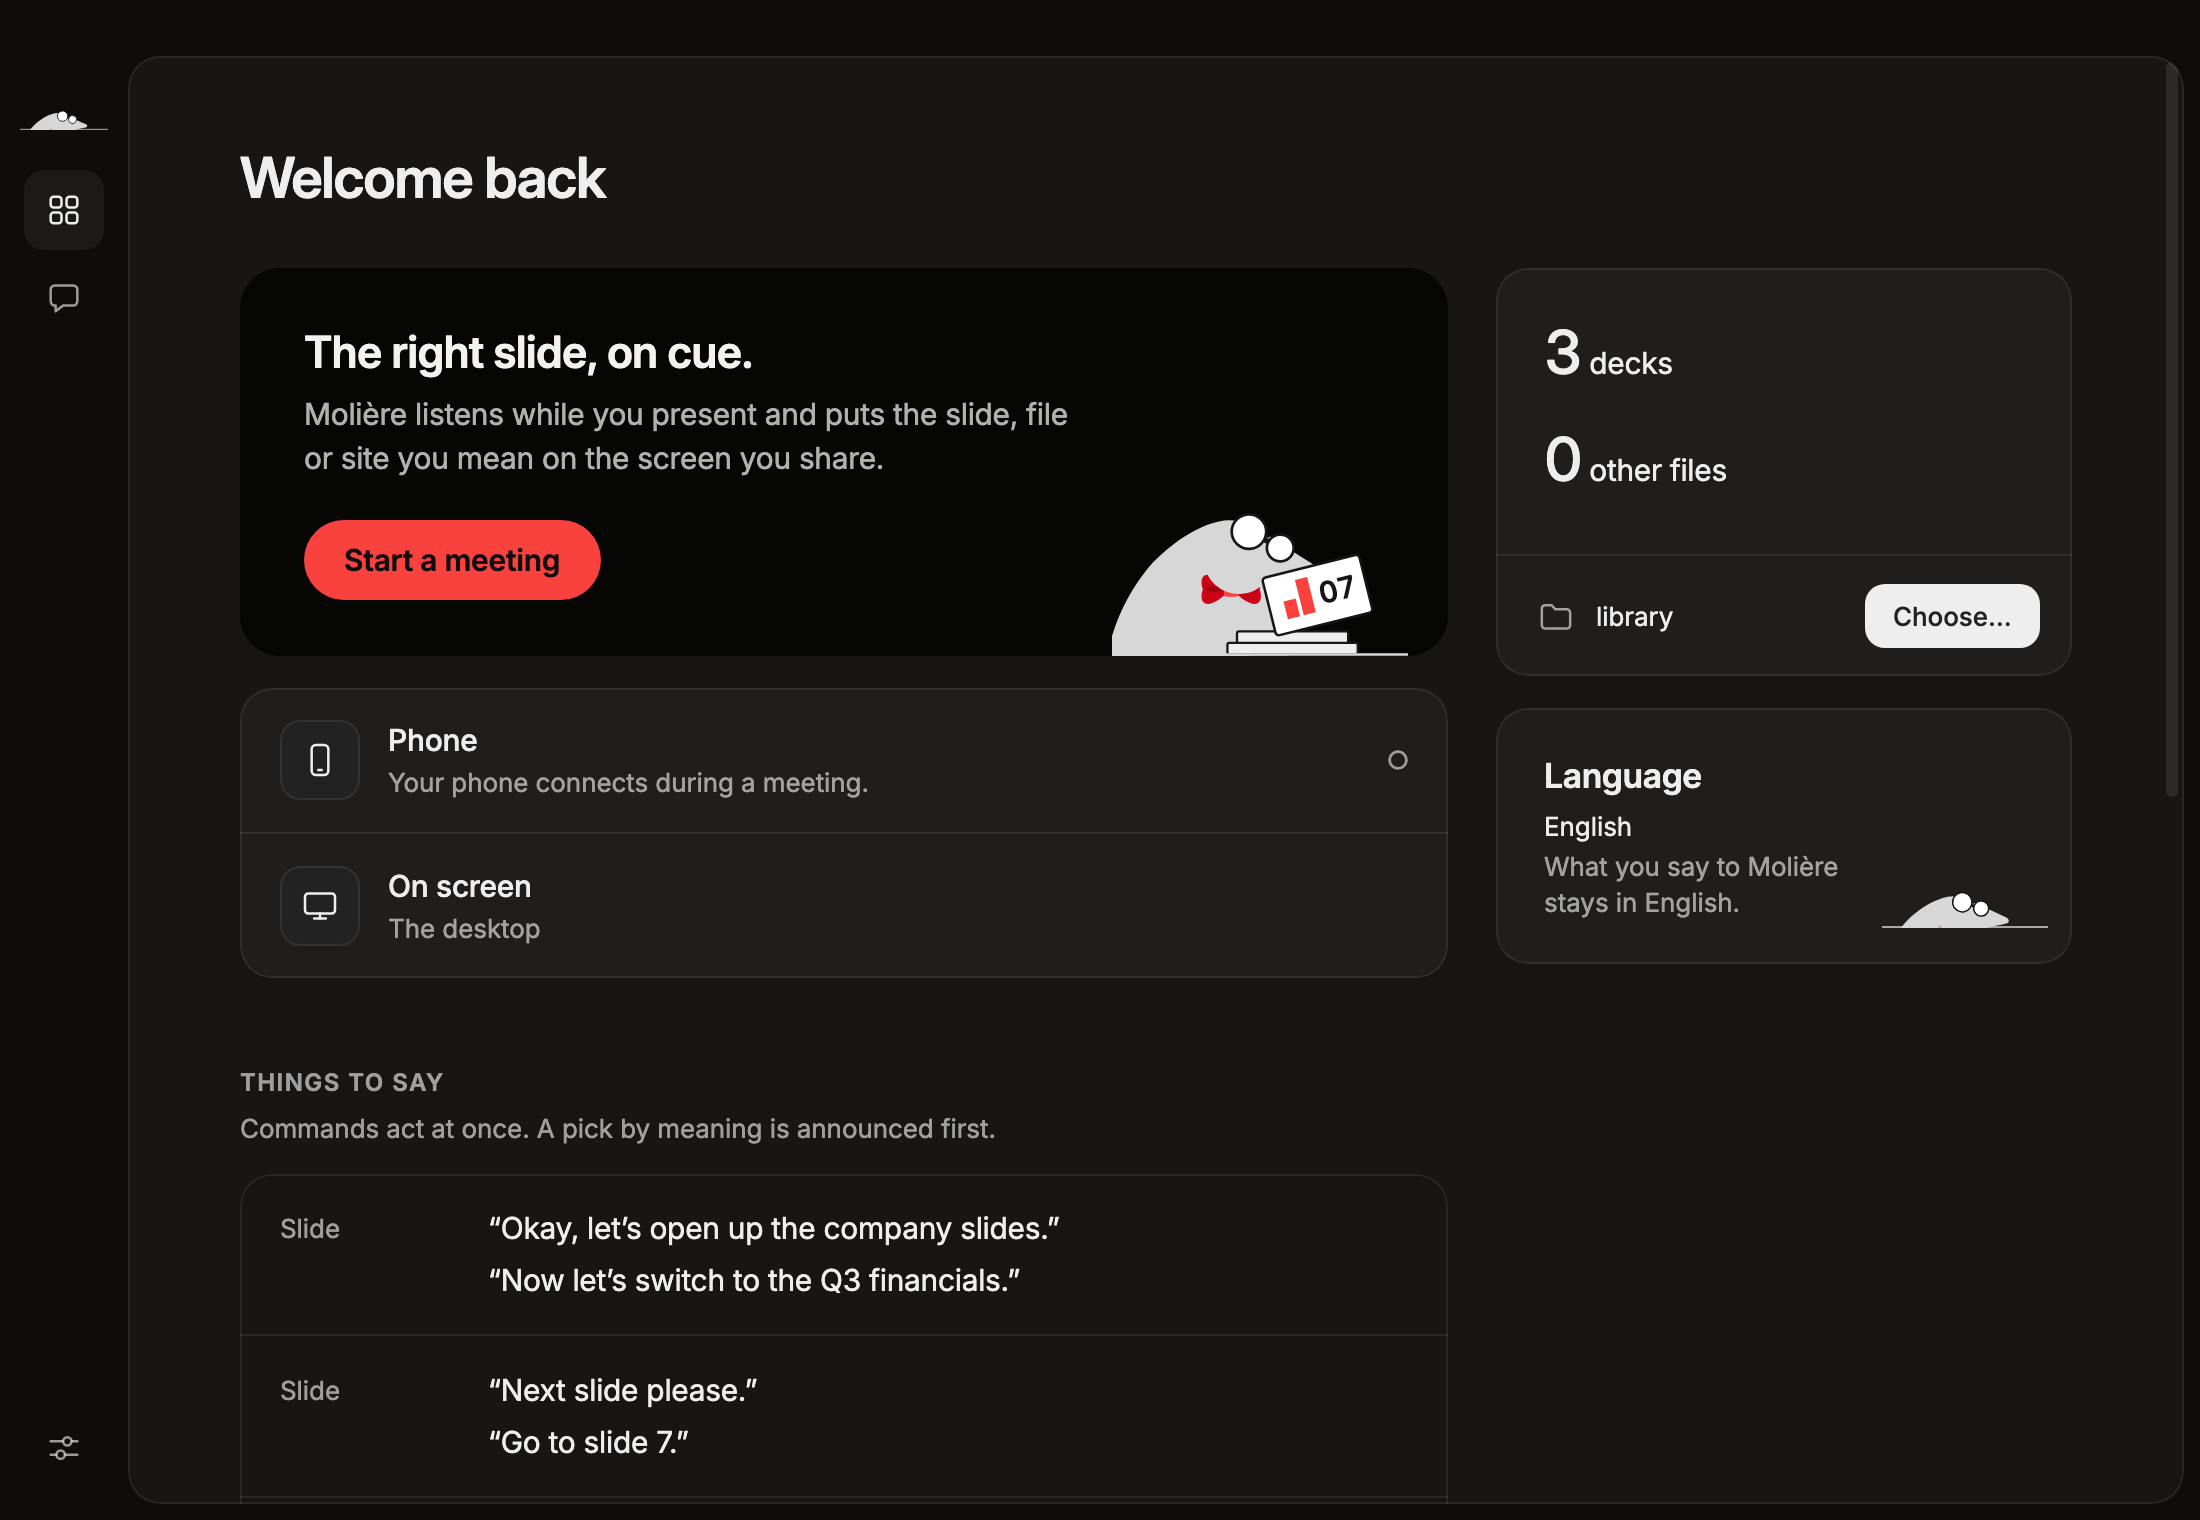 Welcome back
The right slide, on cue.
Molière listens while you present and puts the slide, file
or site you mean on the screen you share.
Start a meeting
07
3 decks
0 other files
library
Choose...
Phone
Your phone connects during a meeting.
On screen
The desktop
Language
English
What you say to Molière
stays in English.
THINGS TO SAY
Commands act at once. A pick by meaning is announced first.
Slide
“Okay, let’s open up the company slides.”
“Now let’s switch to the Q3 financials.”
Slide
“Next slide please.”
“Go to slide 7.”